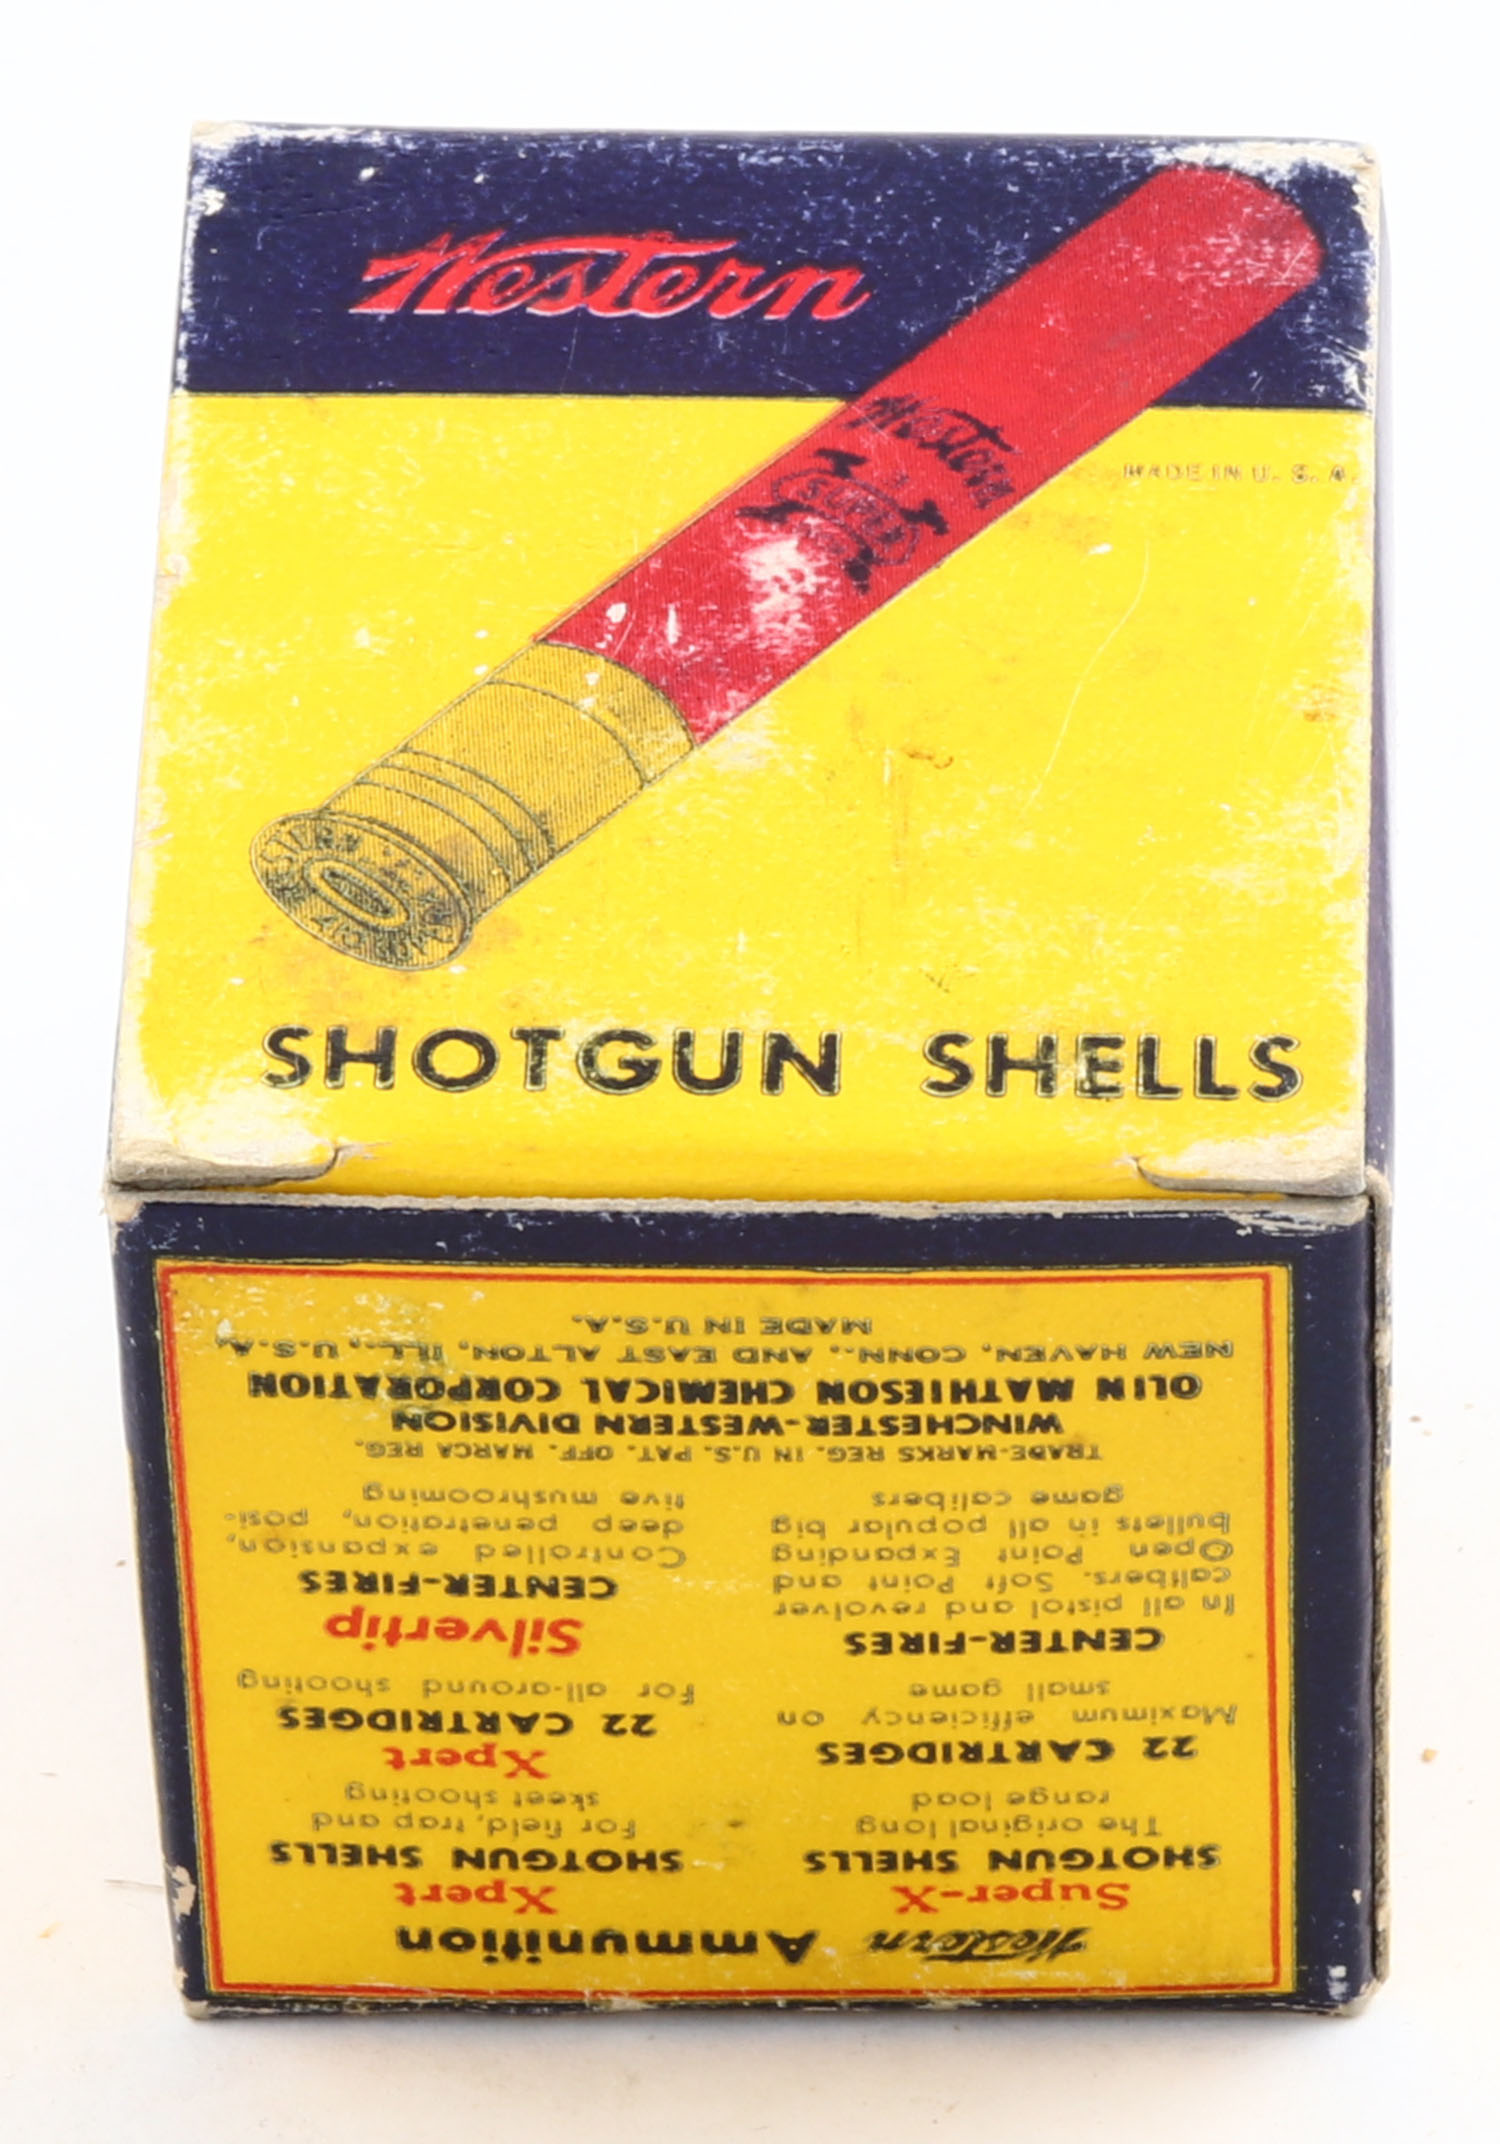 Western
MADE IN U. S. A.
Western
SUPER
WESTERN
SHOTGUN SHELLS
Western Ammunition
Super-X
SHOTGUN SHELLS
The original long
range load
22 CARTRIDGES
Maximum efficiency on
small game
CENTER-FIRES
In all pistol and revolver
calibers. Soft Point and
Open Point Expanding
bullets in all popular big
game calibers
Xpert
SHOTGUN SHELLS
For field, trap and
skeet shooting
Xpert
22 CARTRIDGES
For all-around shooting
Silvertip
CENTER-FIRES
Controlled expansion,
deep penetration, posi-
tive mushrooming
TRADE-MARKS REG. IN U.S. PAT. OFF. MARCA REG.
WINCHESTER-WESTERN DIVISION
OLIN MATHIESON CHEMICAL CORPORATION
NEW HAVEN, CONN., AND EAST ALTON, ILL., U.S.A.
MADE IN U.S.A.